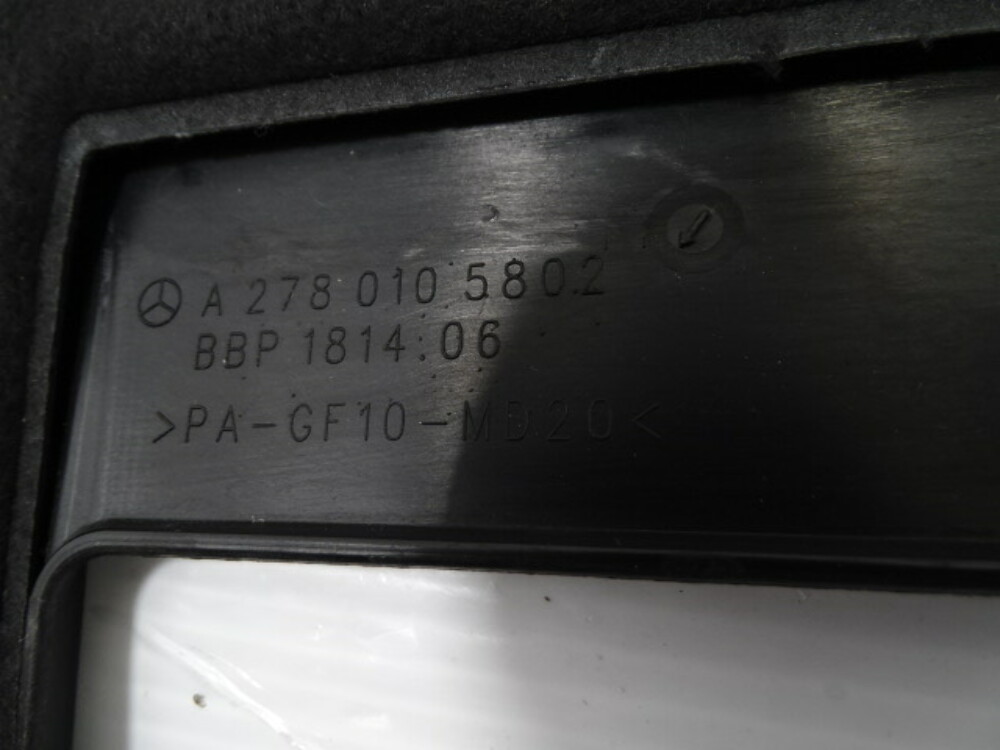 A 278 010 5802
BBP 1814.06
>PA-GF10-MD20<